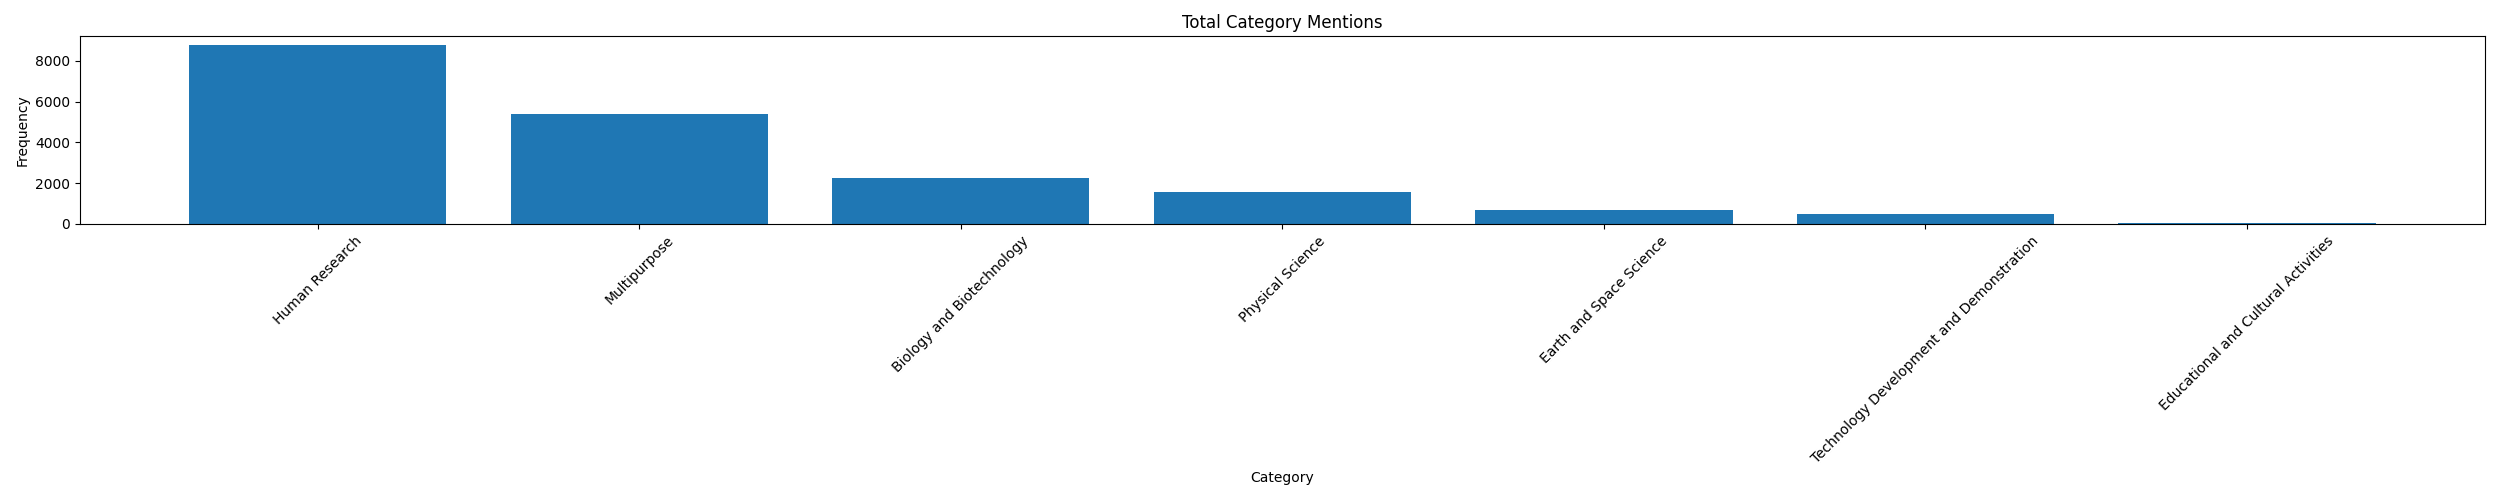 Total Category Mentions
Frequency
8000
6000
4000
2000
0
Human Research
Multipurpose
Biology and Biotechnology
Physical Science
Earth and Space Science
Technology Development and Demonstration
Educational and Cultural Activities
Category